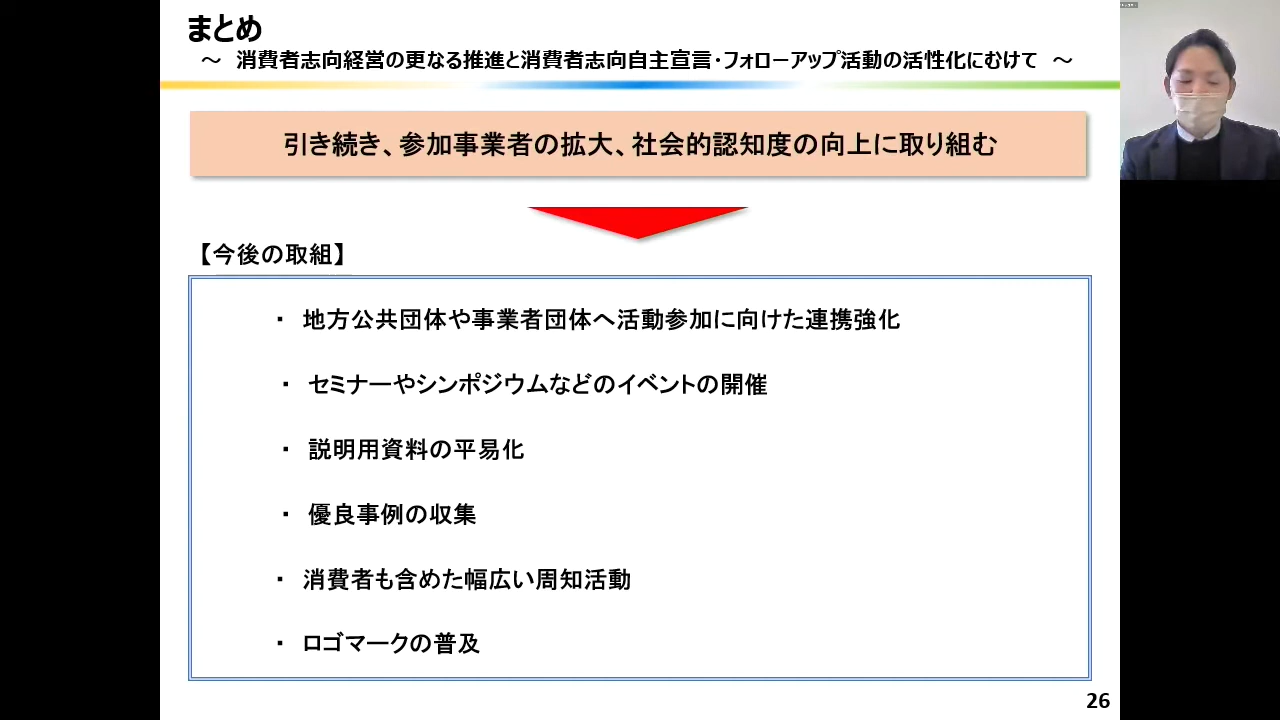 まとめ
～ 消費者志向経営の更なる推進と消費者志向自主宣言・フォローアップ活動の活性化にむけて ～
引き続き、参加事業者の拡大、社会的認知度の向上に取り組む
【今後の取組】
・ 地方公共団体や事業者団体へ活動参加に向けた連携強化
・ セミナーやシンポジウムなどのイベントの開催
・ 説明用資料の平易化
・ 優良事例の収集
・ 消費者も含めた幅広い周知活動
・ ロゴマークの普及
26